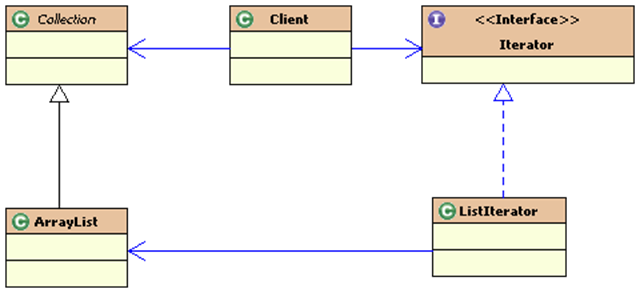 C Collection
C Client
I <<Interface>>
Iterator
C ArrayList
C ListIterator